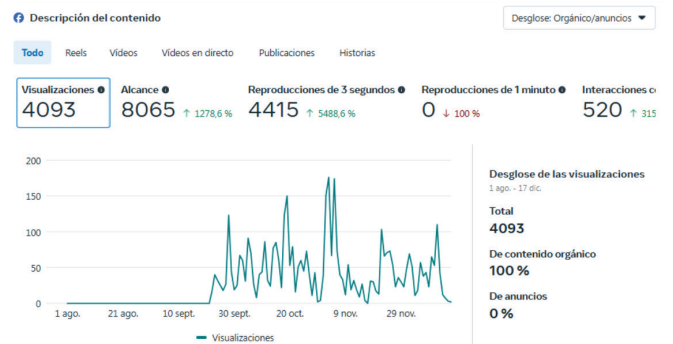 Descripción del contenido
Desglose: Orgánico/anuncios
Todo Reels Vídeos Vídeos en directo Publicaciones Historias
Visualizaciones Alcance Reproducciones de 3 segundos Reproducciones de 1 minuto Interacciones c
4093 8065 ↑ 1278,6 % 4415 ↑ 5488,6 % 0 ↓ 100 % 520 ↑ 315
200
150
100
50
0
1 ago. 21 ago. 10 sept. 30 sept. 20 oct. 9 nov. 29 nov.
Visualizaciones
Desglose de las visualizaciones
1 ago. - 17 dic.
Total
4093
De contenido orgánico
100 %
De anuncios
0 %